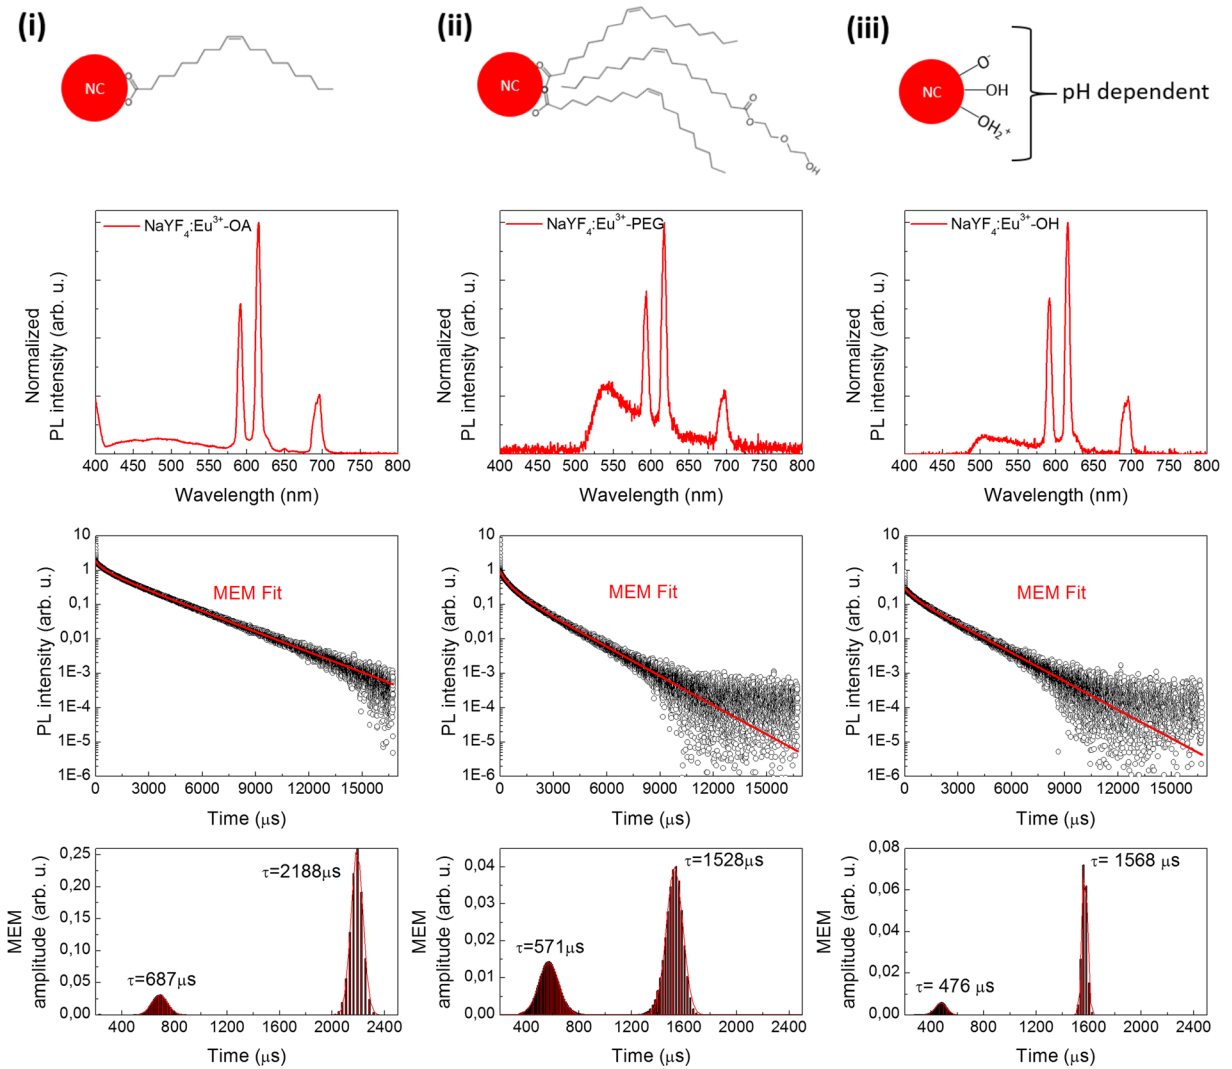 (i)
(ii)
(iii)
NC
O
O
NC
O
O
O
O
O
O
OH
NC
O-
OH
OH2+
pH dependent
NaYF4:Eu3+-OA
Normalized
PL intensity (arb. u.)
400 450 500 550 600 650 700 750 800
Wavelength (nm)
NaYF4:Eu3+-PEG
Normalized
PL intensity (arb. u.)
400 450 500 550 600 650 700 750 800
Wavelength (nm)
NaYF4:Eu3+-OH
Normalized
PL intensity (arb. u.)
400 450 500 550 600 650 700 750 800
Wavelength (nm)
10
1
0,1
0,01
1E-3
1E-4
1E-5
1E-6
PL intensity (arb. u.)
MEM Fit
0 3000 6000 9000 12000 15000
Time (μs)
10
1
0,1
0,01
1E-3
1E-4
1E-5
1E-6
PL intensity (arb. u.)
MEM Fit
0 3000 6000 9000 12000 15000
Time (μs)
10
1
0,1
0,01
1E-3
1E-4
1E-5
1E-6
PL intensity (arb. u.)
MEM Fit
0 3000 6000 9000 12000 15000
Time (μs)
MEM
amplitude (arb. u.)
0,25
0,20
0,15
0,10
0,05
0,00
τ=2188μs
τ=687μs
400 800 1200 1600 2000 2400
Time (μs)
MEM
amplitude (arb. u.)
0,04
0,03
0,02
0,01
0,00
τ=1528μs
τ=571μs
400 800 1200 1600 2000 2400
Time (μs)
MEM
amplitude (arb. u.)
0,08
0,06
0,04
0,02
0,00
τ= 1568 μs
τ= 476 μs
400 800 1200 1600 2000 2400
Time (μs)